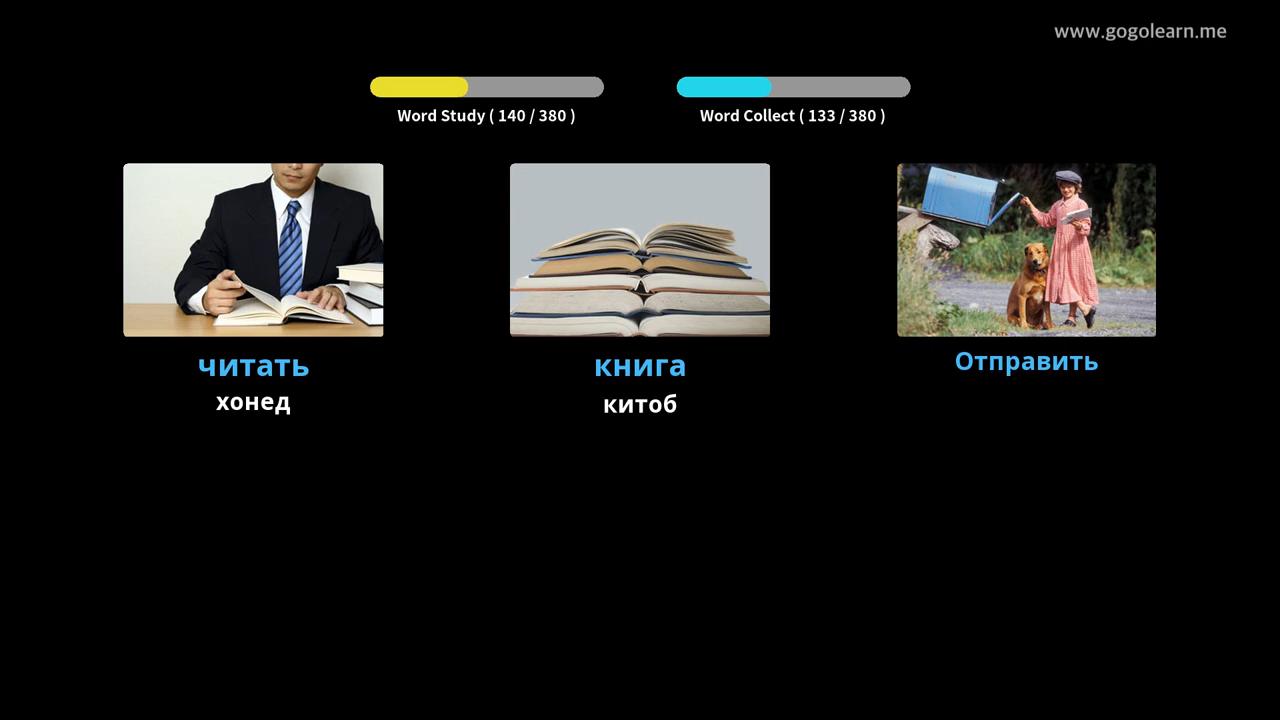 www.gogolearn.me
Word Study ( 140 / 380 )
Word Collect ( 133 / 380 )
читать
хонед
книга
китоб
Отправить